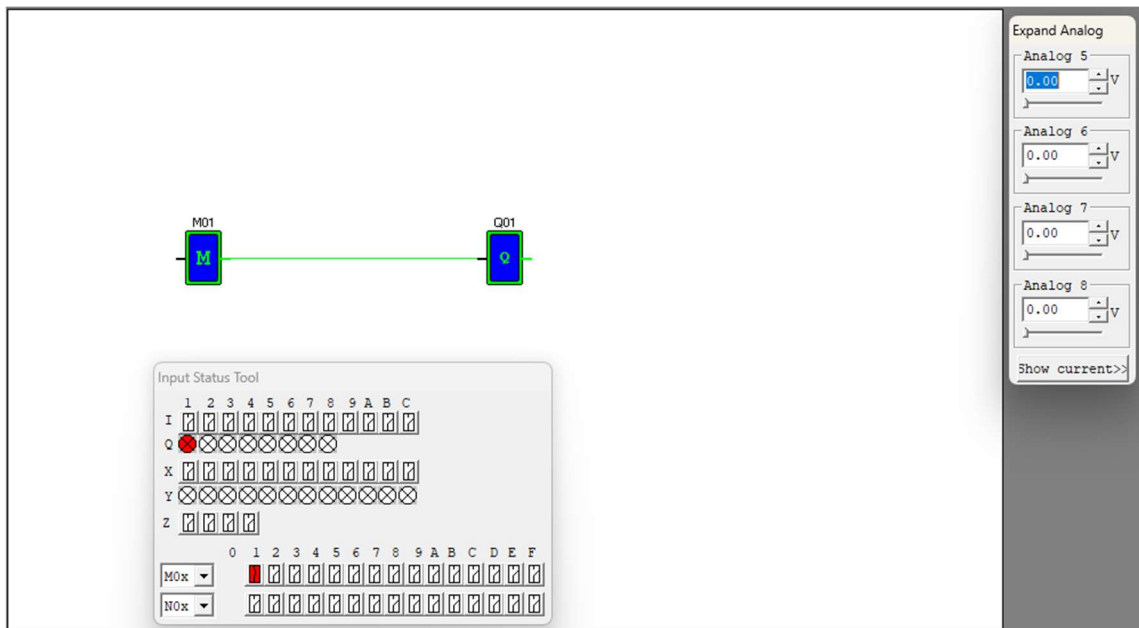 Expand Analog
Analog 5
0.00 V
Analog 6
0.00 V
Analog 7
0.00 V
Analog 8
0.00 V
Show current>>
M01
M
Q01
Q
Input Status Tool
1 2 3 4 5 6 7 8 9 A B C
I
Q
X
Y
Z
0 1 2 3 4 5 6 7 8 9 A B C D E F
M0x
N0x